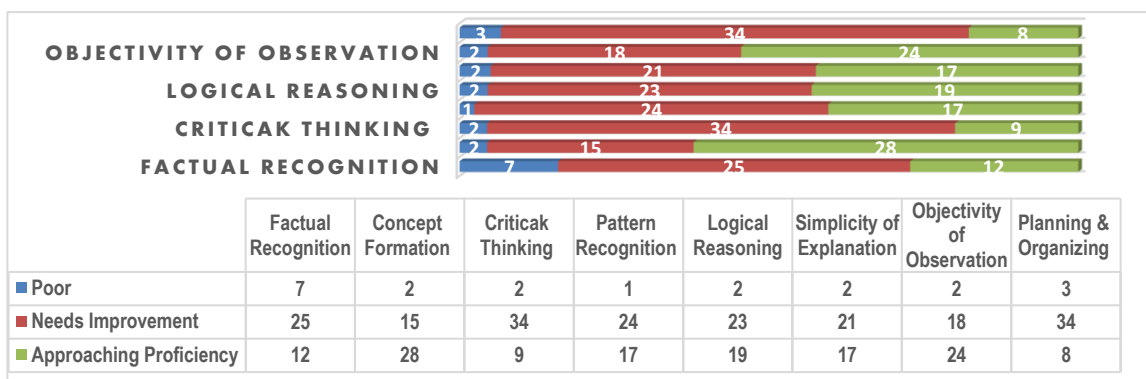 3 34 8
OBJECTIVITY OF OBSERVATION 2 18 24
2 21 17
LOGICAL REASONING 2 23 19
1 24 17
CRITICAK THINKING 2 34 9
2 15 28
FACTUAL RECOGNITION 7 25 12
Factual Recognition Concept Formation Criticak Thinking Pattern Recognition Logical Reasoning Simplicity of Explanation Objectivity of Observation Planning & Organizing
Poor 7 2 2 1 2 2 2 3
Needs Improvement 25 15 34 24 23 21 18 34
Approaching Proficiency 12 28 9 17 19 17 24 8